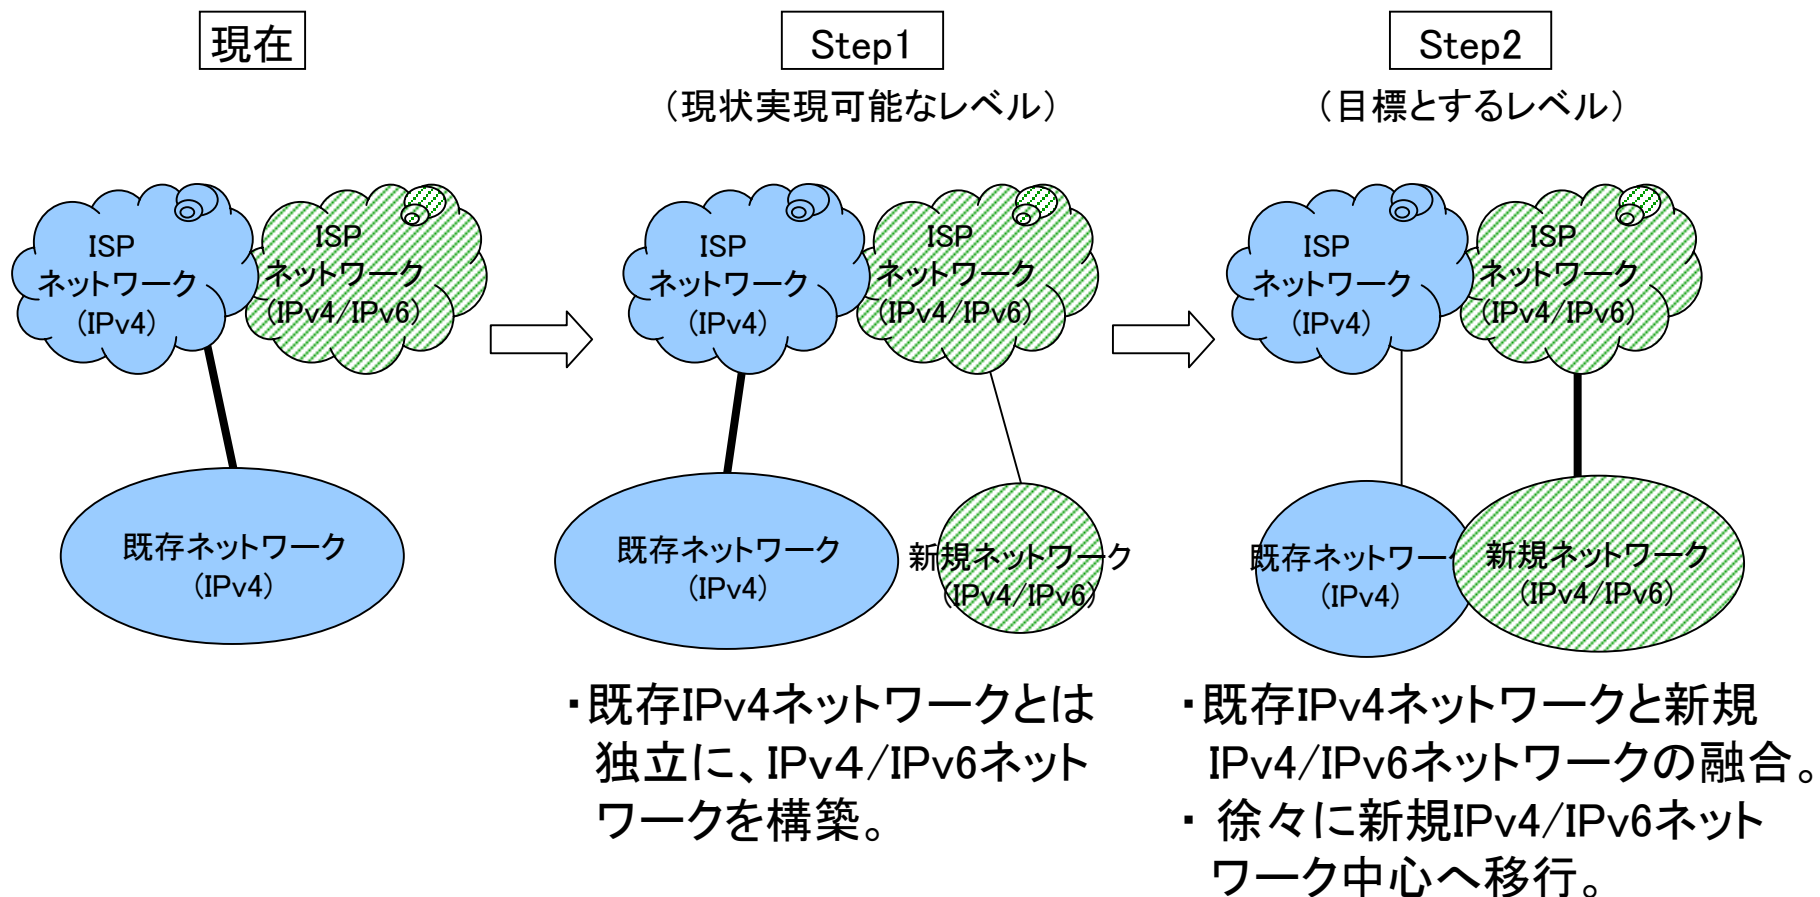 現在
Step1
（現状実現可能なレベル）
Step2
（目標とするレベル）
ISP
ネットワーク
（IPv4）
ISP
ネットワーク
（IPv4/IPv6）
既存ネットワーク
（IPv4）
ISP
ネットワーク
（IPv4）
ISP
ネットワーク
（IPv4/IPv6）
既存ネットワーク
（IPv4）
新規ネットワーク
（IPv4/IPv6）
・既存IPv4ネットワークとは
独立に、IPv４/IPv6ネット
ワークを構築。
ISP
ネットワーク
（IPv4）
ISP
ネットワーク
（IPv4/IPv6）
既存ネットワーク
（IPv4）
新規ネットワーク
（IPv4/IPv6）
・既存IPv4ネットワークと新規
IPv4/IPv6ネットワークの融合。
・ 徐々に新規IPv4/IPv6ネット
ワーク中心へ移行。